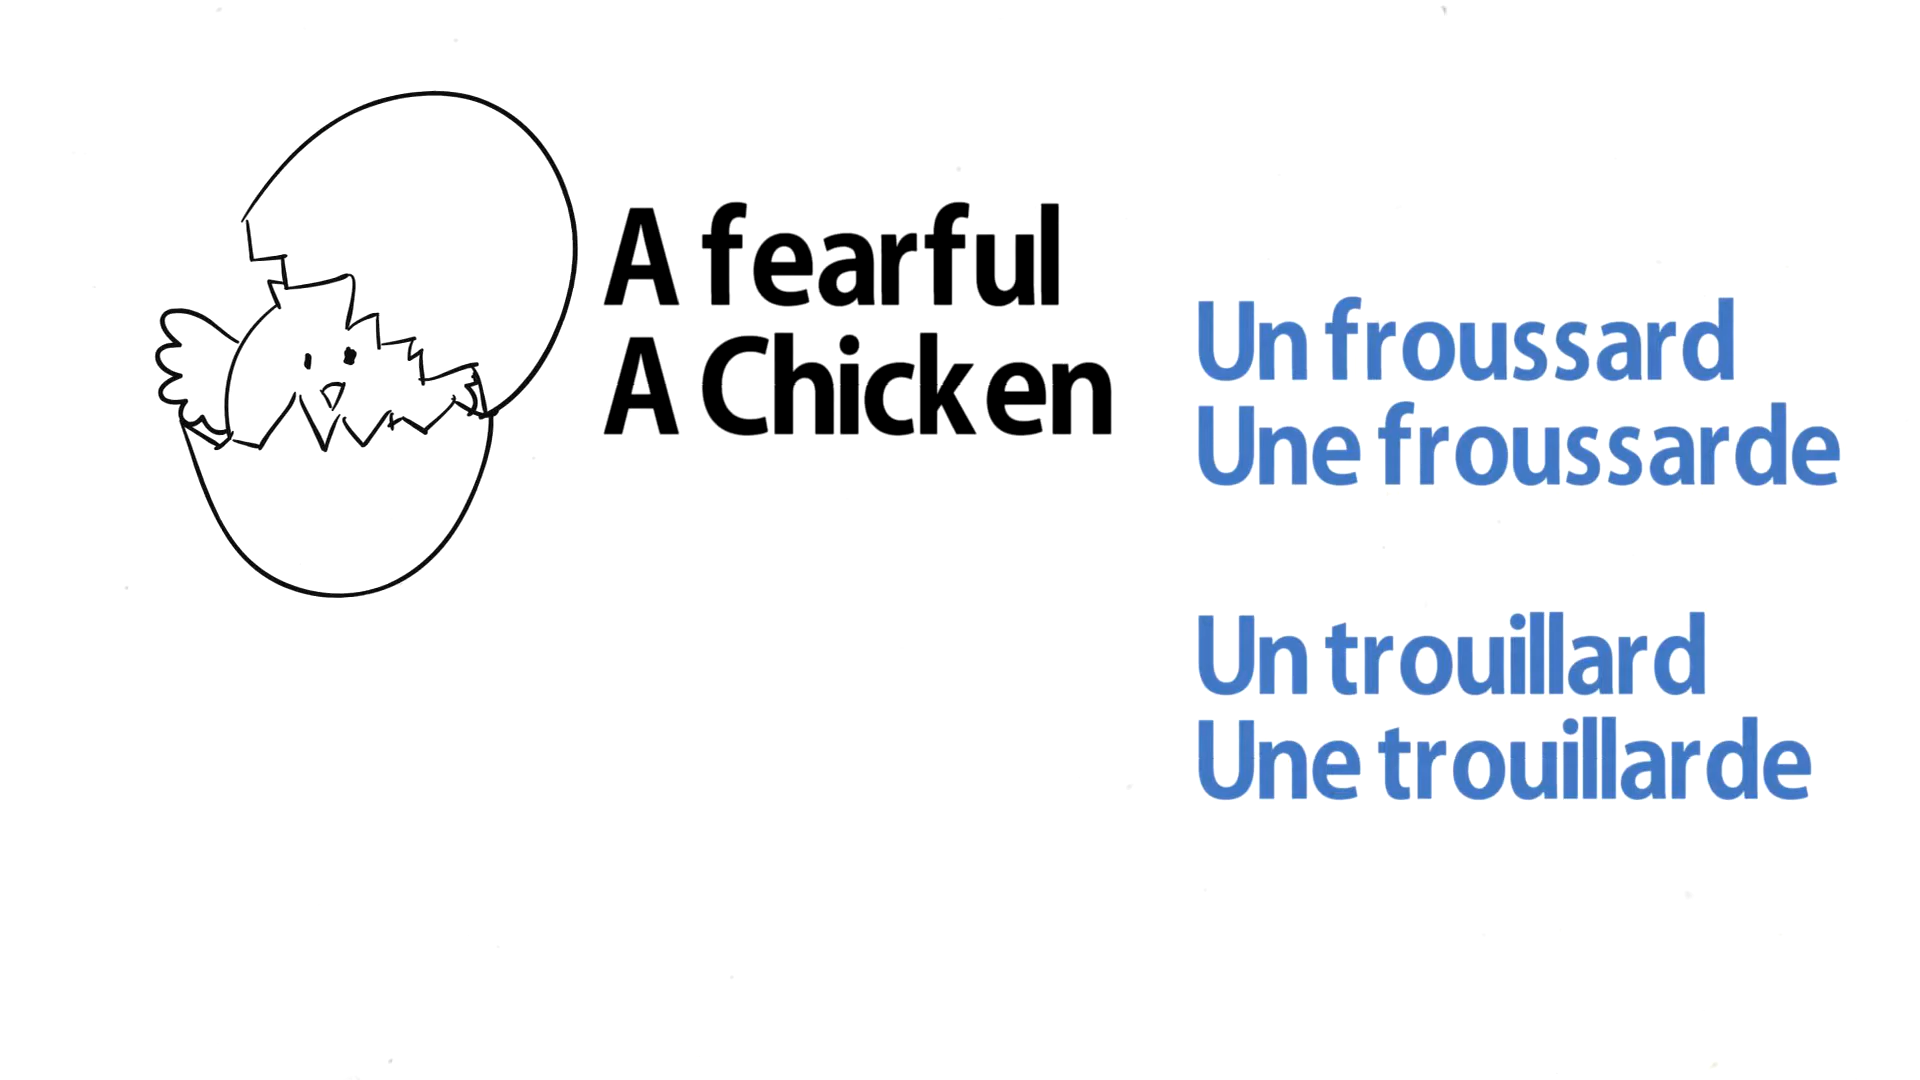 A fearful
A Chicken
Un froussard
Une froussarde
Un trouillard
Une trouillarde